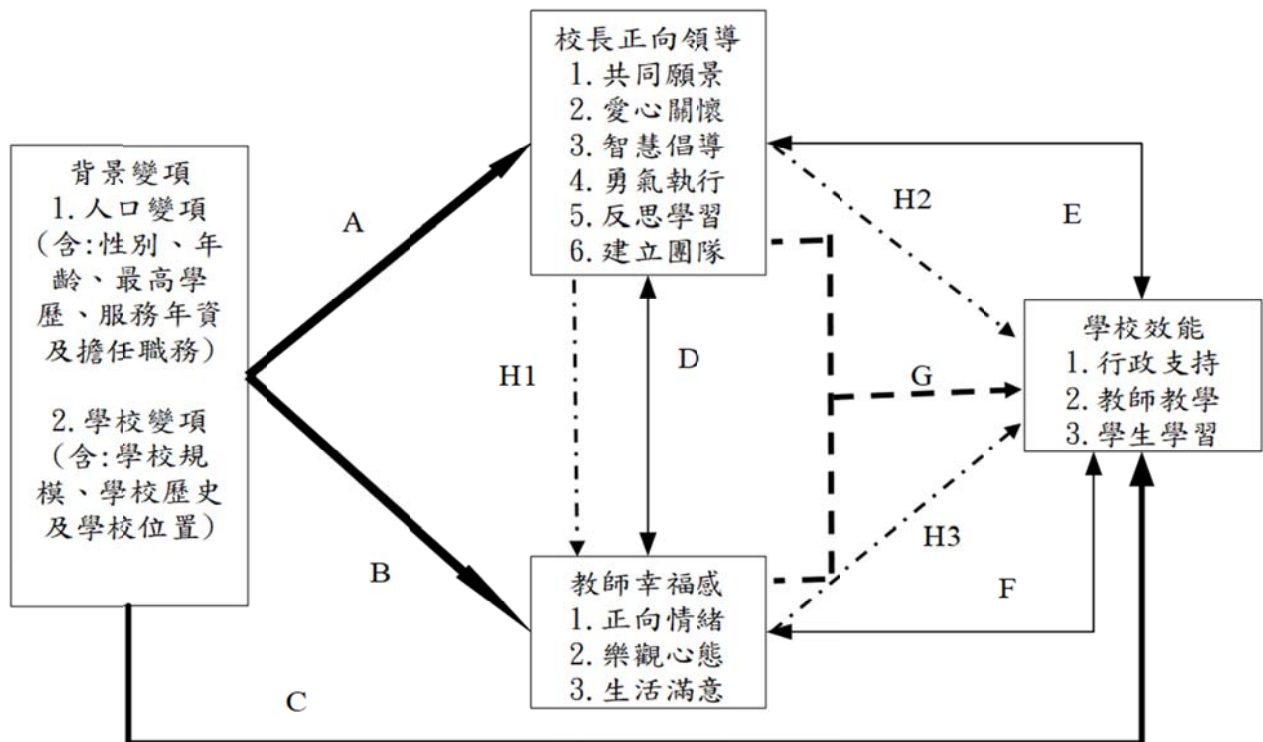 背景變項
1.人口變項
(含:性別、年
齡、最高學
歷、服務年資
及擔任職務)
2.學校變項
(含:學校規
模、學校歷史
及學校位置)
A
B
C
校長正向領導
1.共同願景
2.愛心關懷
3.智慧倡導
4.勇氣執行
5.反思學習
6.建立團隊
H1
D
教師幸福感
1.正向情緒
2.樂觀心態
3.生活滿意
H2
E
G
H3
F
學校效能
1.行政支持
2.教師教學
3.學生學習